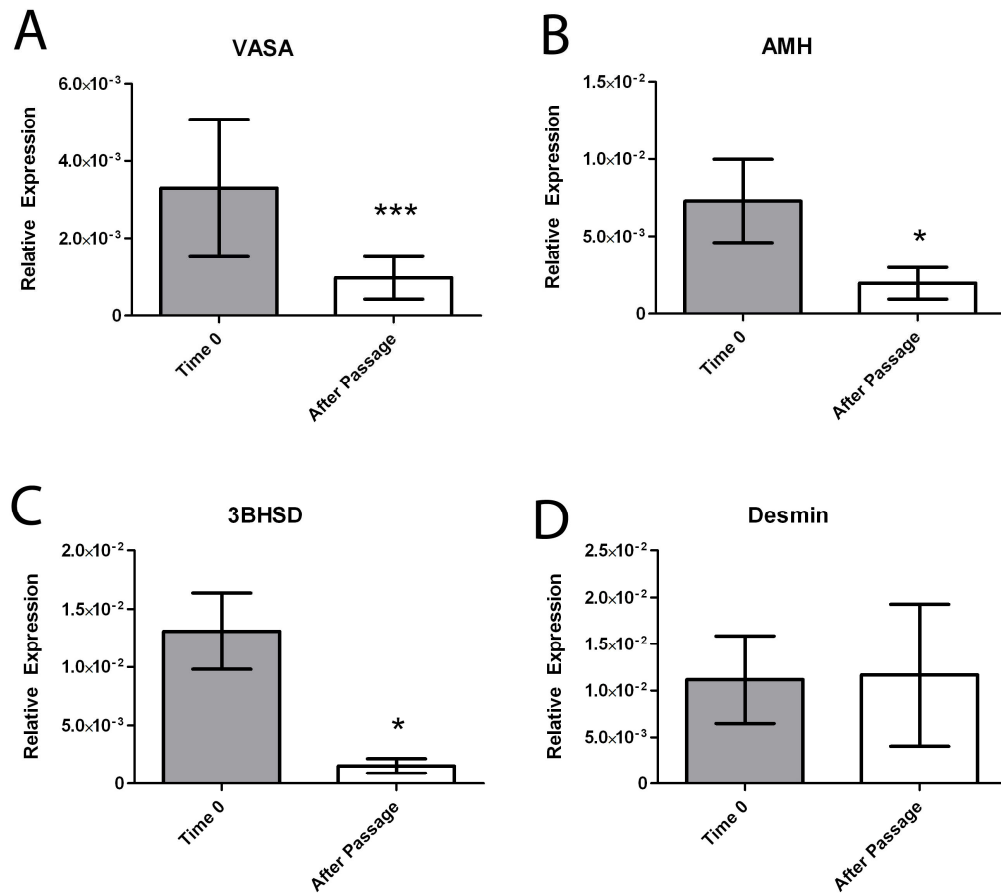 A
VASA
Relative Expression
6.0×10-3
4.0×10-3
2.0×10-3
0
***
Time 0
After Passage
B
AMH
Relative Expression
1.5×10-2
1.0×10-2
5.0×10-3
0
*
Time 0
After Passage
C
3BHSD
Relative Expression
2.0×10-2
1.5×10-2
1.0×10-2
5.0×10-3
0
*
Time 0
After Passage
D
Desmin
Relative Expression
2.5×10-2
2.0×10-2
1.5×10-2
1.0×10-2
5.0×10-3
0
Time 0
After Passage